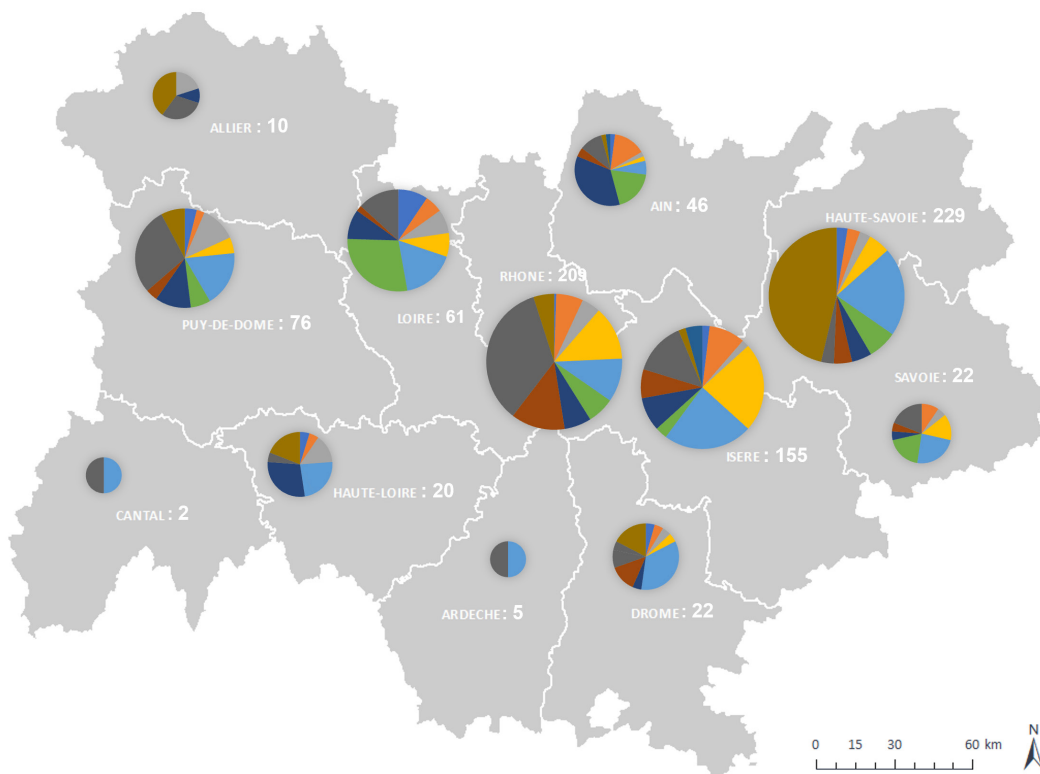 ALLIER : 10
AIN : 46
HAUTE-SAVOIE : 229
RHONE : 209
PUY-DE-DOME : 76
LOIRE : 61
SAVOIE : 22
ISERE : 155
HAUTE-LOIRE : 20
CANTAL : 2
ARDECHE : 5
DROME : 22
N
0 15 30 60 km